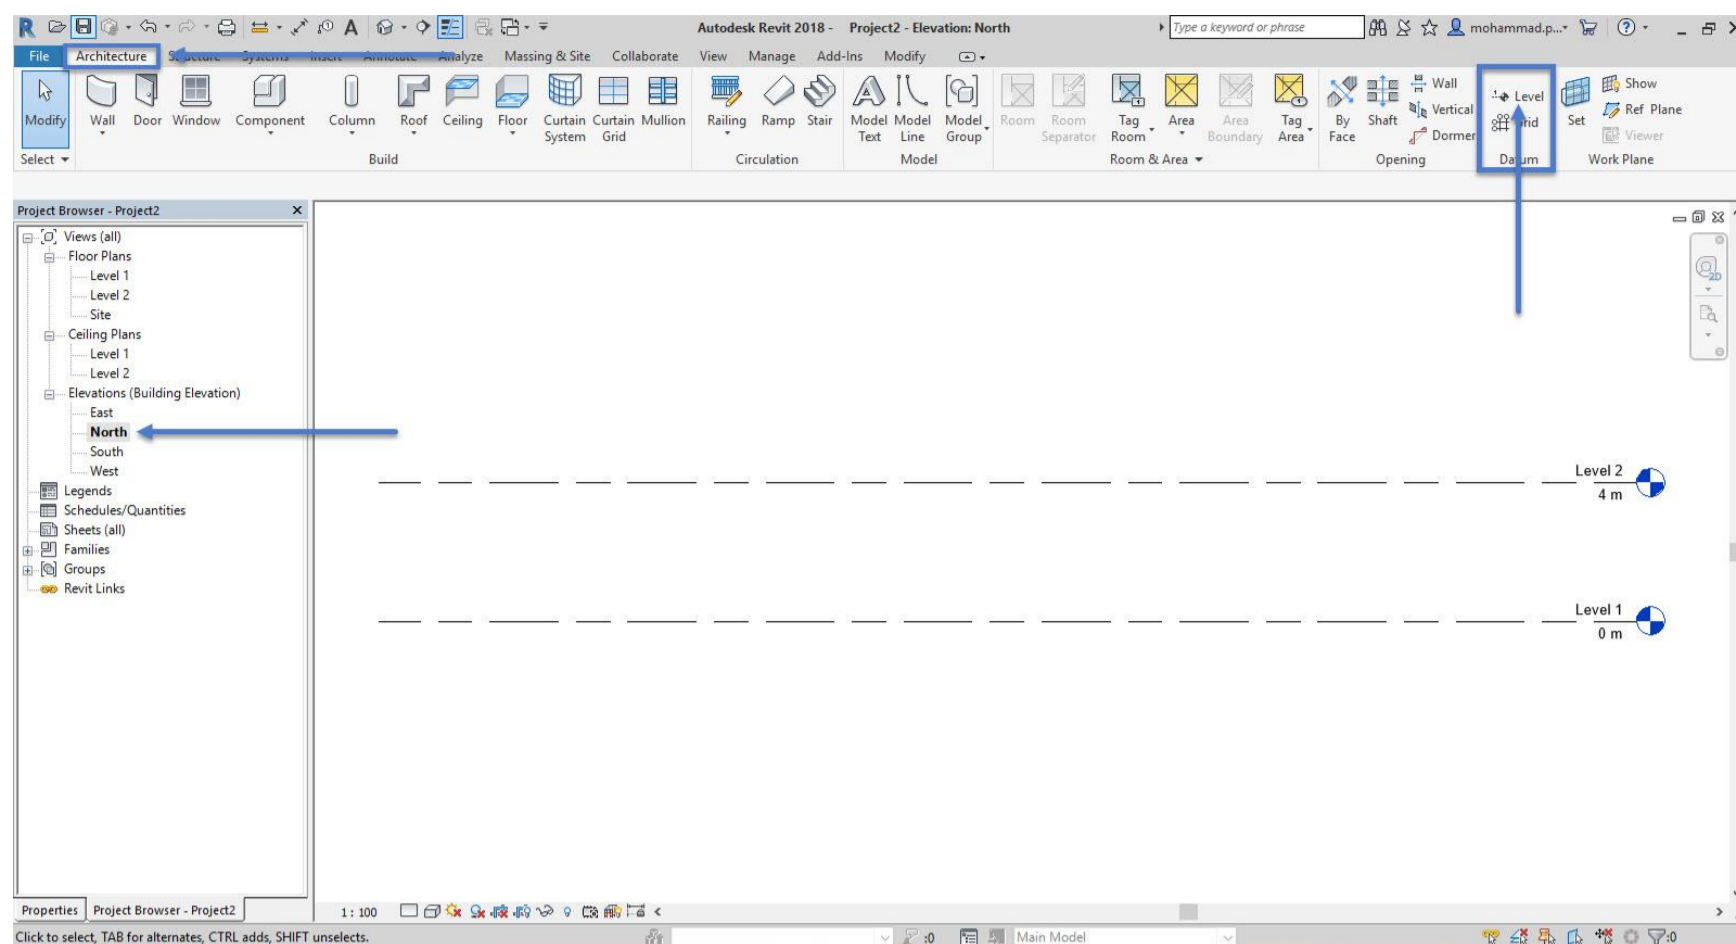 Autodesk Revit 2018 - Project2 - Elevation: North
Type a keyword or phrase
mohammad.p...
File Architecture Structure Systems Insert Annotate Analyze Massing & Site Collaborate View Manage Add-Ins Modify
Modify Wall Door Window Component Column Roof Ceiling Floor Curtain System Curtain Grid Mullion Railing Ramp Stair Model Text Model Line Model Group Room Room Separator Tag Room Area Area Boundary Tag Area By Face Shaft Wall Vertical Dormer Level Grid Set Show Ref Plane Viewer
Select Build Circulation Model Room & Area Opening Datum Work Plane
Project Browser - Project2
Views (all)
Floor Plans
Level 1
Level 2
Site
Ceiling Plans
Level 1
Level 2
Elevations (Building Elevation)
East
North
South
West
Legends
Schedules/Quantities
Sheets (all)
Families
Groups
Revit Links
Level 2
4 m
Level 1
0 m
2D
Properties Project Browser - Project2
1 : 100
Click to select, TAB for alternates, CTRL adds, SHIFT unselects.
:0
Main Model
:0